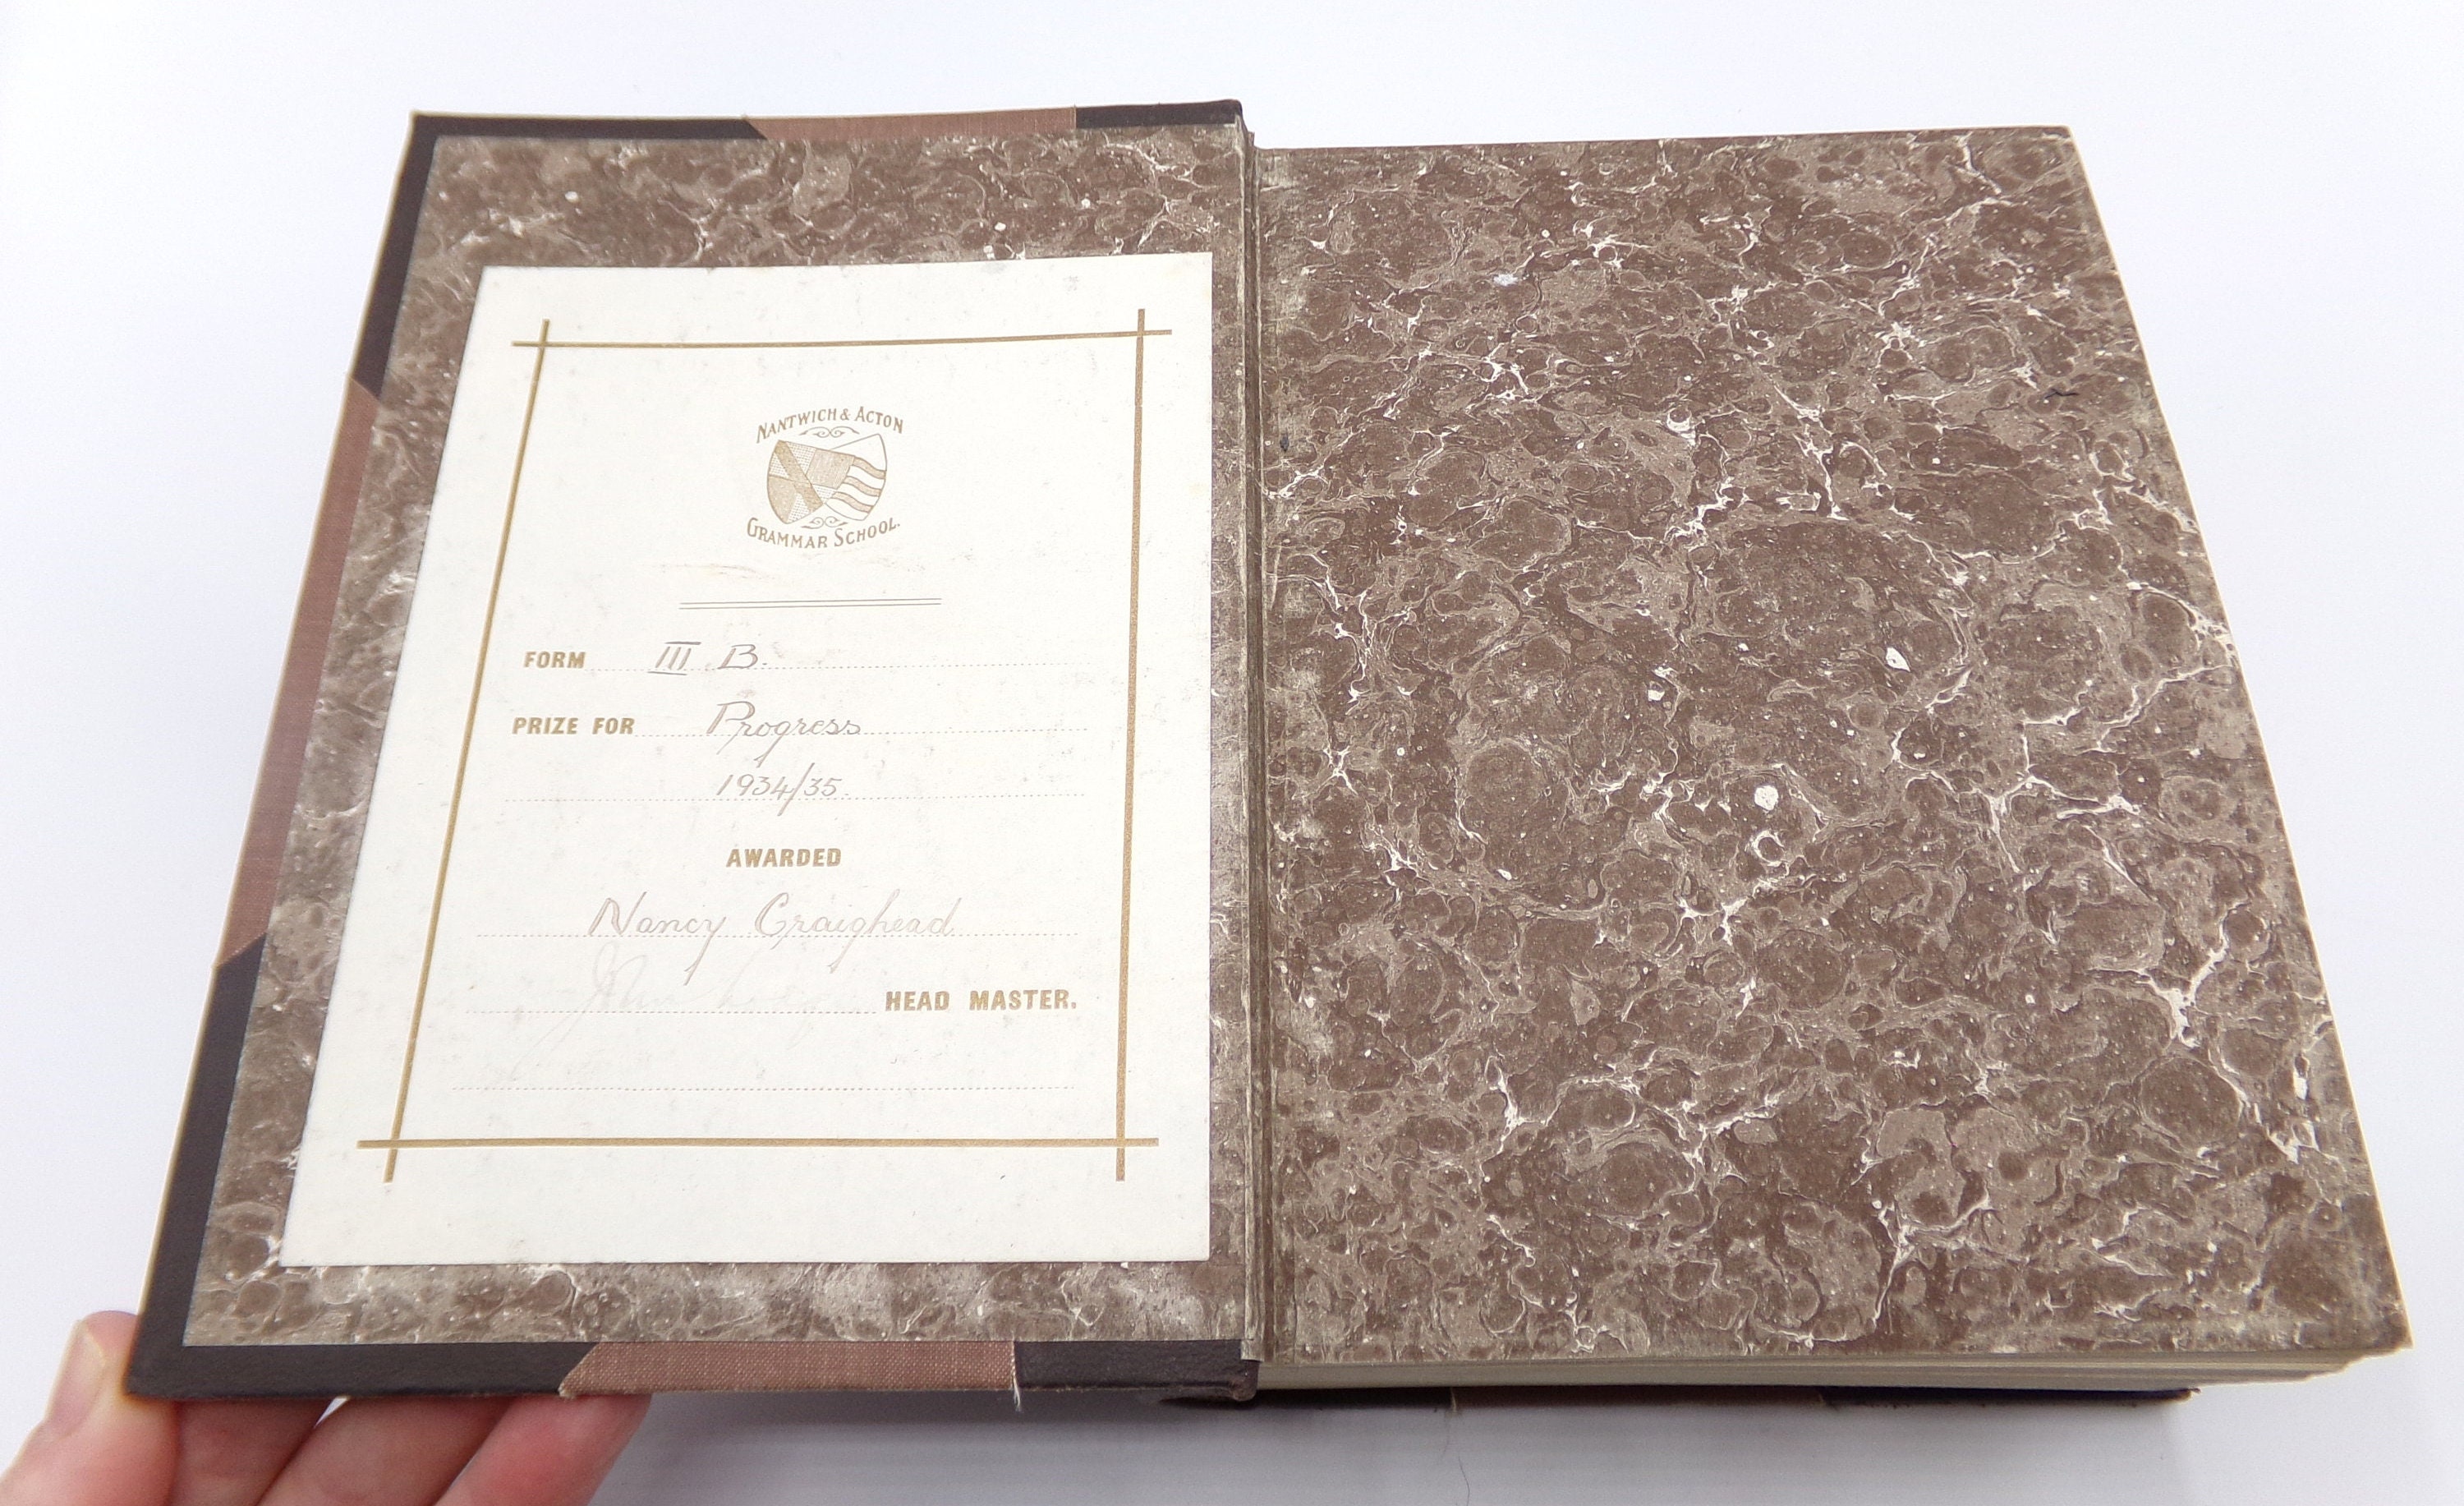 NANTWICH & ACTON
GRAMMAR SCHOOL.
FORM III B.
PRIZE FOR Progress
1934/35.
AWARDED
Nancy Craighead
HEAD MASTER.